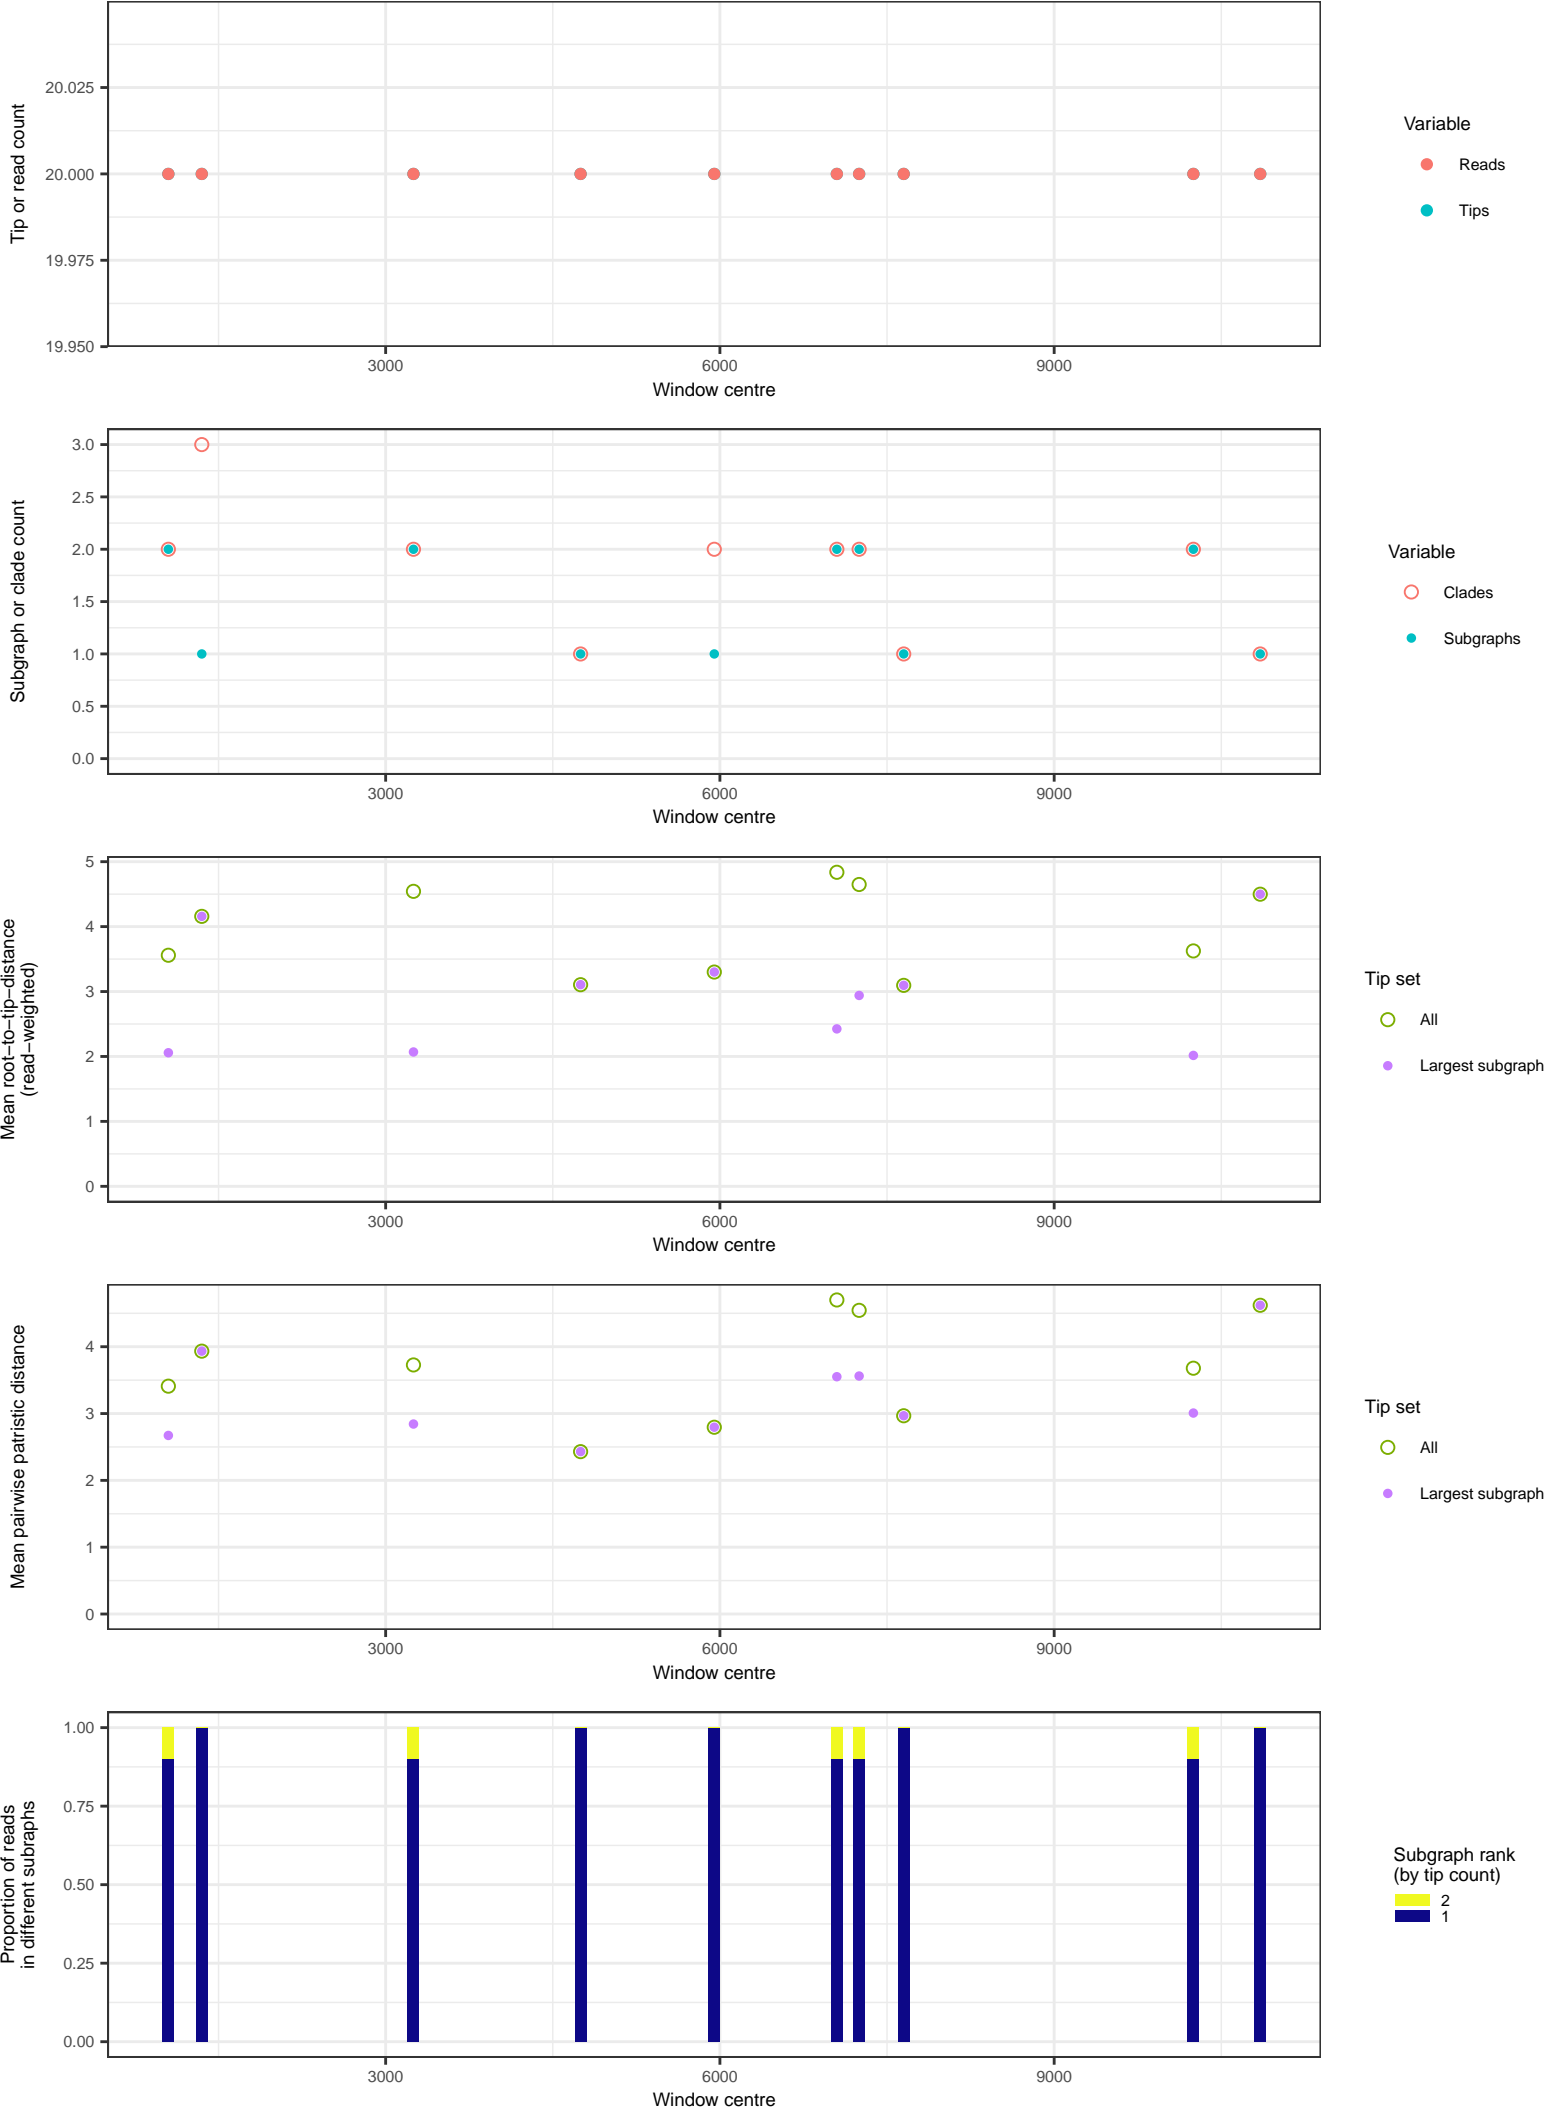 Tip or read count
20.025
20.000
19.975
19.950
3000
6000
9000
Window centre
Variable
Reads
Tips
Subgraph or clade count
3.0
2.5
2.0
1.5
1.0
0.5
0.0
3000
6000
9000
Window centre
Variable
Clades
Subgraphs
Mean root−to−tip−distance
(read−weighted)
5
4
3
2
1
0
3000
6000
9000
Window centre
Tip set
All
Largest subgraph
Mean pairwise patristic distance
4
3
2
1
0
3000
6000
9000
Window centre
Tip set
All
Largest subgraph
Proportion of reads
in different subraphs
1.00
0.75
0.50
0.25
0.00
3000
6000
9000
Window centre
Subgraph rank
(by tip count)
2
1